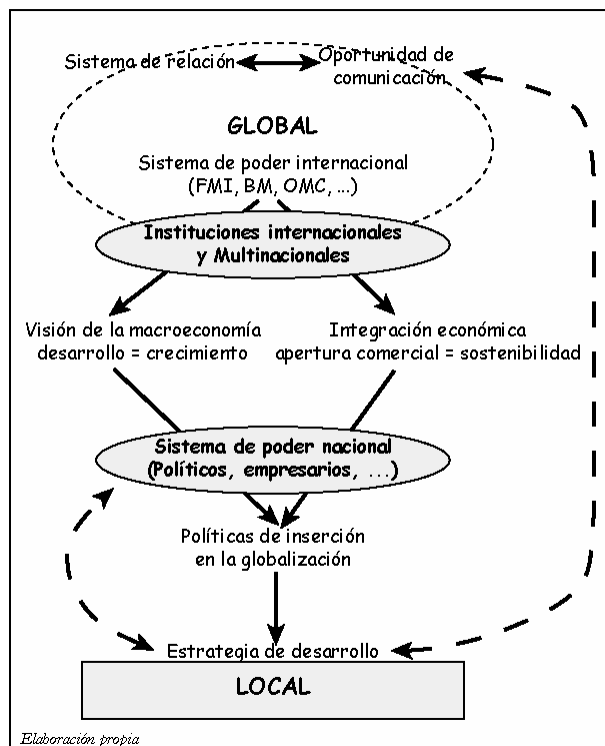 Sistema de relación
Oportunidad de
comunicación
GLOBAL
Sistema de poder internacional
(FMI, BM, OMC, ...)
Instituciones internacionales
y Multinacionales
Visión de la macroeconomía
desarrollo = crecimiento
Integración económica
apertura comercial = sostenibilidad
Sistema de poder nacional
(Políticos, empresarios, ...)
Políticas de inserción
en la globalización
Estrategia de desarrollo
LOCAL
Elaboración propia